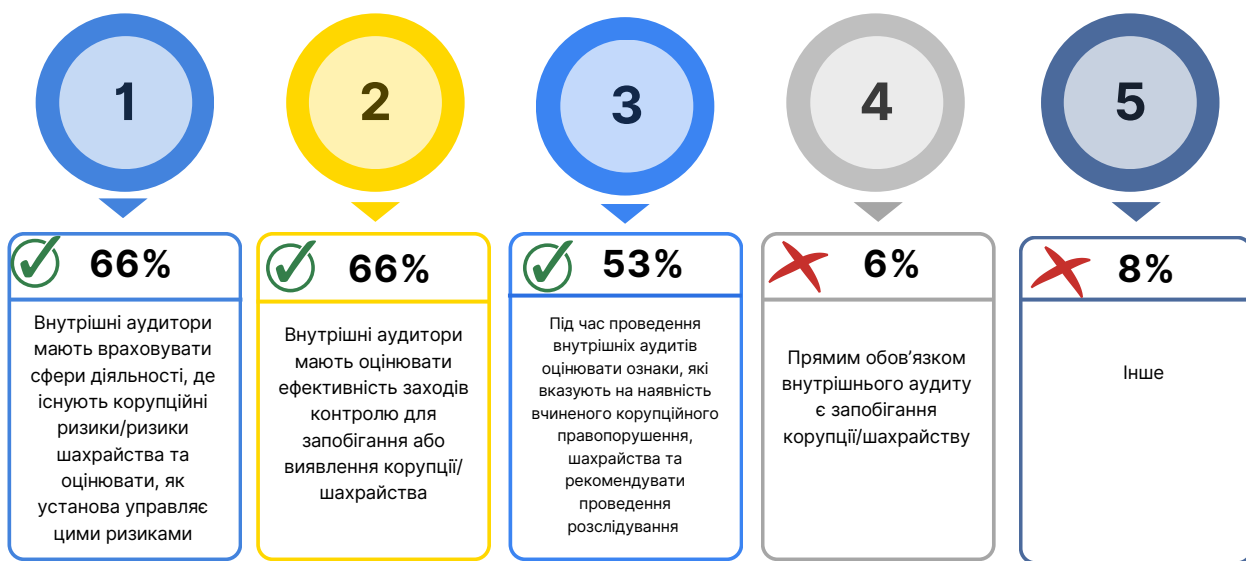 1
2
3
4
5
66%
Внутрішні аудитори
мають враховувати
сфери діяльності, де
існують корупційні
ризики/ризики
шахрайства та
оцінювати, як
установа управляє
цими ризиками
66%
Внутрішні аудитори
мають оцінювати
ефективність заходів
контролю для
запобігання або
виявлення корупції/
шахрайства
53%
Під час проведення
внутрішніх аудитів
оцінювати ознаки, які
вказують на наявність
вчиненого корупційного
правопорушення,
шахрайства та
рекомендувати
проведення
розслідування
6%
Прямим обов’язком
внутрішнього аудиту
є запобігання
корупції/шахрайству
8%
Інше